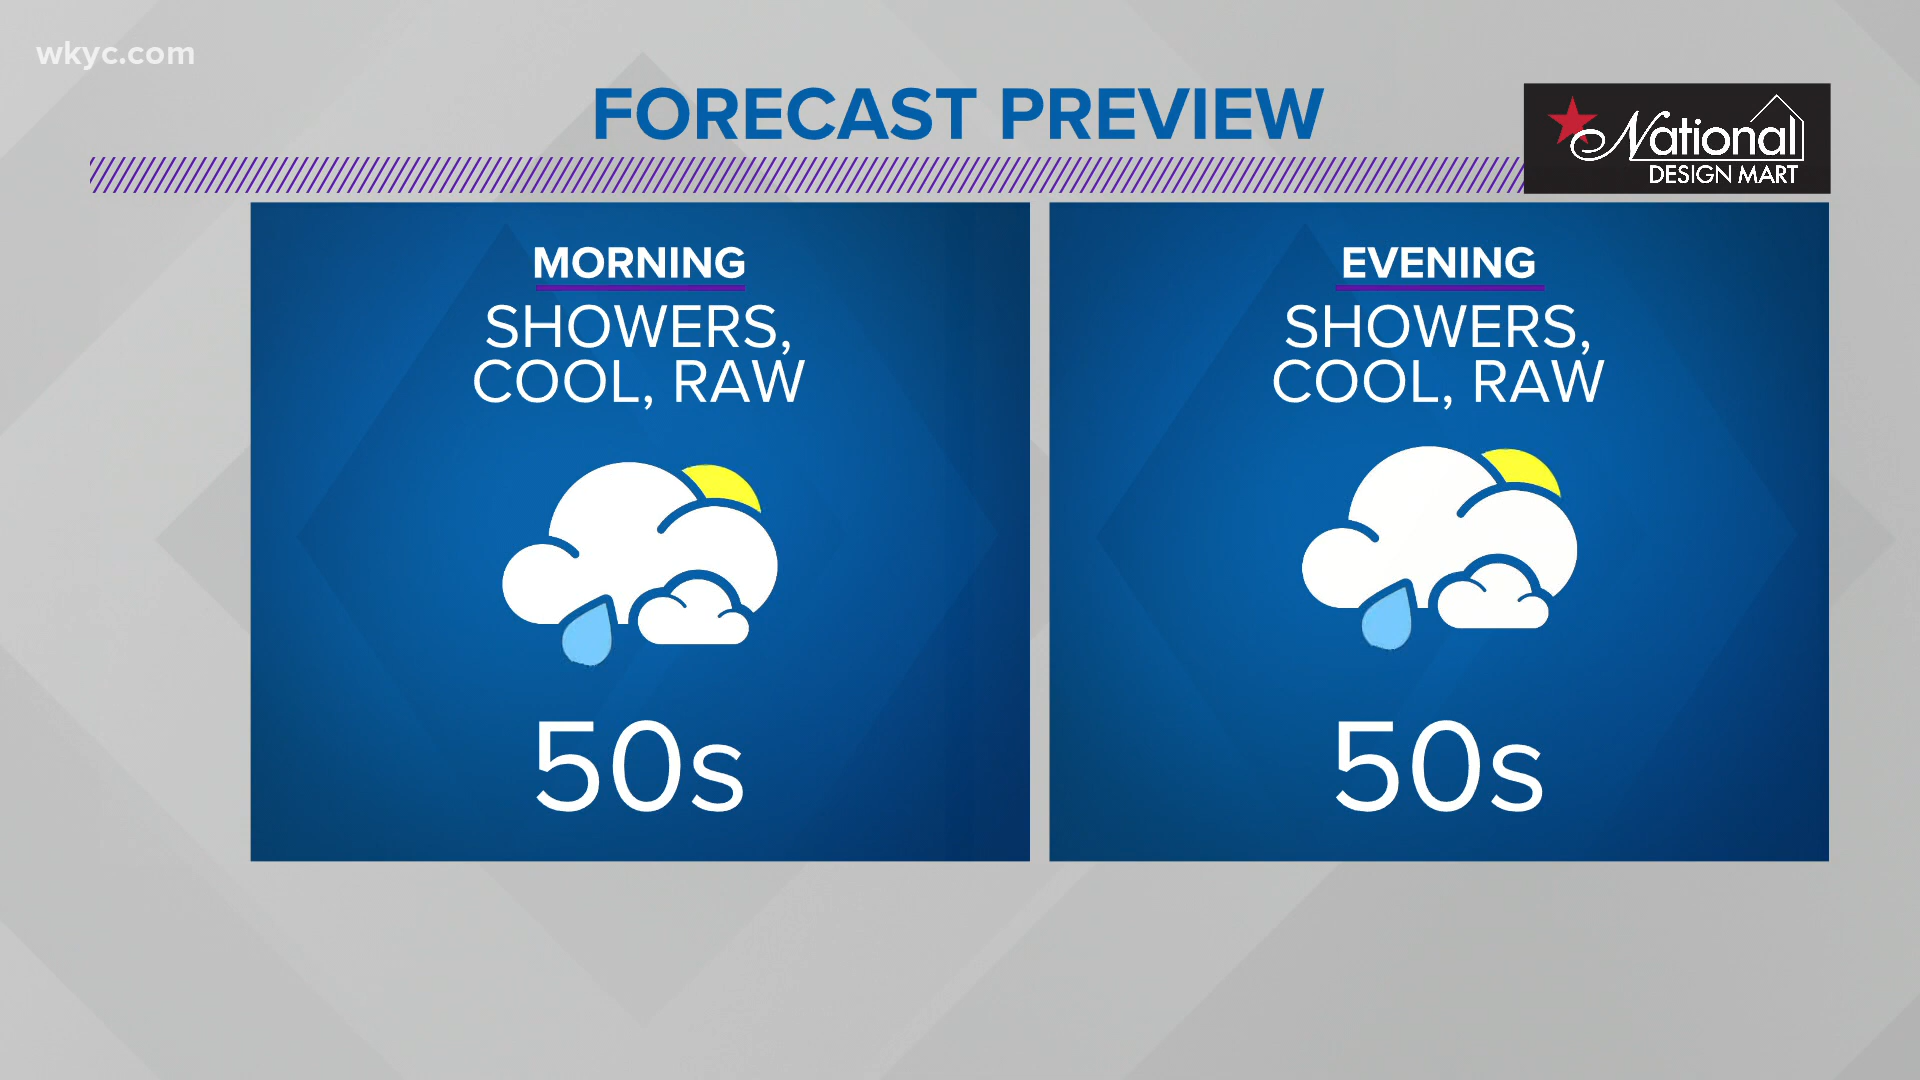 wkyc.com
FORECAST PREVIEW
National
DESIGN MART
MORNING
SHOWERS,
COOL, RAW
50s
EVENING
SHOWERS,
COOL, RAW
50s